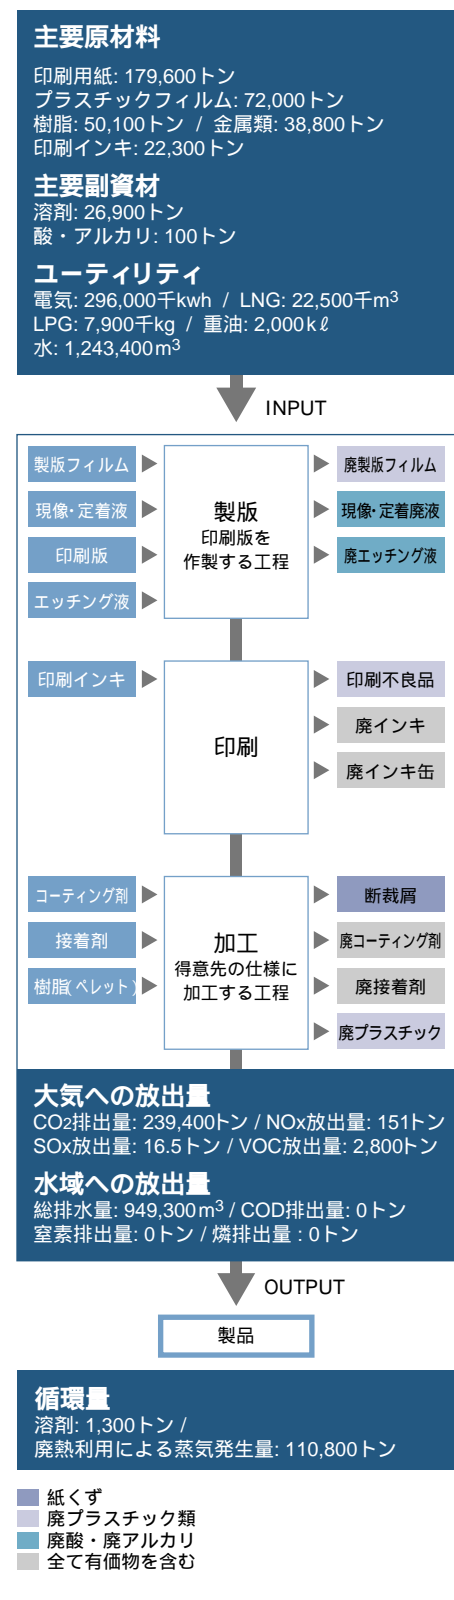 主要原材料
印刷用紙: 179,600トン
プラスチックフィルム: 72,000トン
樹脂: 50,100トン / 金属類: 38,800トン
印刷インキ: 22,300トン
主要副資材
溶剤: 26,900トン
酸・アルカリ: 100トン
ユーティリティ
電気: 296,000千kwh / LNG: 22,500千m³
LPG: 7,900千kg / 重油: 2,000kℓ
水: 1,243,400m³
INPUT
製版フィルム
現像・定着液
印刷版
エッチング液
製版
印刷版を
作製する工程
廃製版フィルム
現像・定着廃液
廃エッチング液
印刷インキ
印刷
印刷不良品
廃インキ
廃インキ缶
コーティング剤
接着剤
樹脂(ペレット)
加工
得意先の仕様に
加工する工程
断裁屑
廃コーティング剤
廃接着剤
廃プラスチック
大気への放出量
CO₂排出量: 239,400トン / NOx放出量: 151トン
SOx放出量: 16.5トン / VOC放出量: 2,800トン
水域への放出量
総排水量: 949,300m³ / COD排出量: 0トン
窒素排出量: 0トン / 燐排出量 : 0トン
OUTPUT
製品
循環量
溶剤: 1,300トン /
廃熱利用による蒸気発生量: 110,800トン
紙くず
廃プラスチック類
廃酸・廃アルカリ
全て有価物を含む